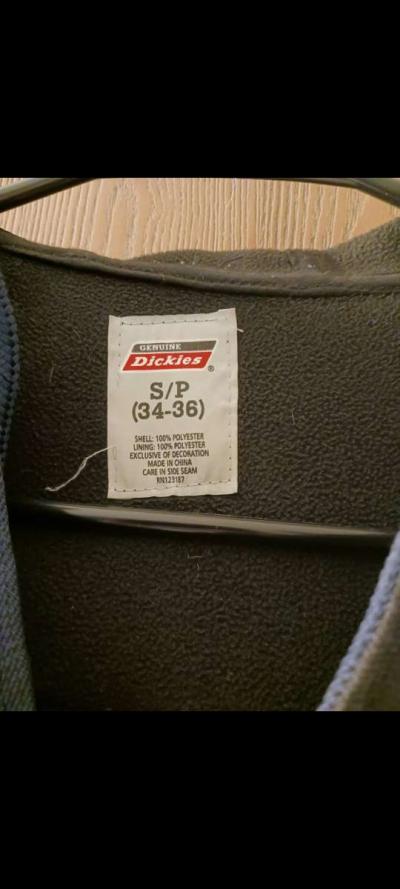 GENUINE
Dickies®
S/P
(34-36)
SHELL: 100% POLYESTER
LINING: 100% POLYESTER
EXCLUSIVE OF DECORATION
MADE IN CHINA
CARE IN SIDE SEAM
RN123187